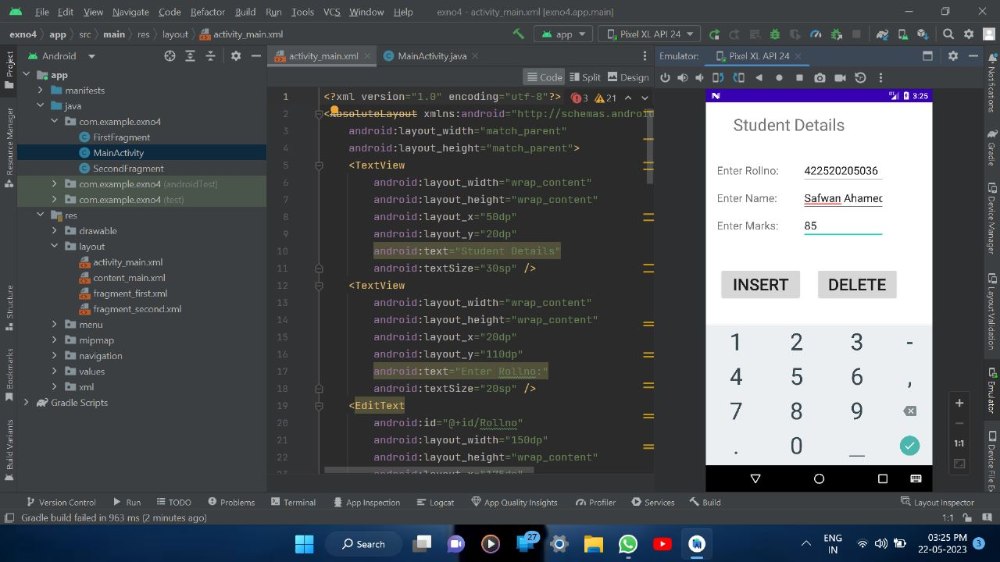 File Edit View Navigate Code Refactor Build Run Tools VCS Window Help exno4 - activity_main.xml [exno4.app.main]
exno4 app src main res layout activity_main.xml app Pixel XL API 24
Project
Resource Manager
Structure
Bookmarks
Build Variants
Android
app
manifests
java
com.example.exno4
FirstFragment
MainActivity
SecondFragment
com.example.exno4 (androidTest)
com.example.exno4 (test)
res
drawable
layout
activity_main.xml
content_main.xml
fragment_first.xml
fragment_second.xml
menu
mipmap
navigation
values
xml
Gradle Scripts
activity_main.xml MainActivity.java
Code Split Design
3 21
1 <?xml version="1.0" encoding="utf-8"?>
2 <AbsoluteLayout xmlns:android="http://schemas.androi
3 android:layout_width="match_parent"
4 android:layout_height="match_parent">
5 <TextView
6 android:layout_width="wrap_content"
7 android:layout_height="wrap_content"
8 android:layout_x="50dp"
9 android:layout_y="20dp"
10 android:text="Student Details"
11 android:textSize="30sp" />
12 <TextView
13 android:layout_width="wrap_content"
14 android:layout_height="wrap_content"
15 android:layout_x="20dp"
16 android:layout_y="110dp"
17 android:text="Enter Rollno:"
18 android:textSize="20sp" />
19 <EditText
20 android:id="@+id/Rollno"
21 android:layout_width="150dp"
22 android:layout_height="wrap_content"
23 android:layout_x="175dp"
Emulator: Pixel XL API 24
3:25
Student Details
Enter Rollno: 422520205036
Enter Name: Safwan Ahamed
Enter Marks: 85
INSERT DELETE
1 2 3 -
4 5 6 ,
7 8 9
. 0 _
1:1
Notifications
Gradle
Device Manager
Layout Validation
Emulator
Device File Ex
Version Control Run TODO Problems Terminal App Inspection Logcat App Quality Insights Profiler Services Build Layout Inspector
Gradle build failed in 963 ms (2 minutes ago) 1:1
Search 27 ENG IN 03:25 PM 22-05-2023 3